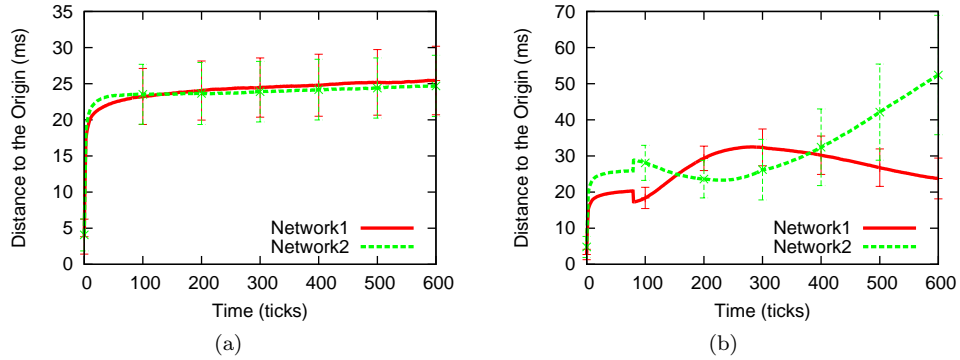 35
30
25
20
15
10
5
0
Distance to the Origin (ms)
Network1
Network2
0 100 200 300 400 500 600
Time (ticks)
(a)
70
60
50
40
30
20
10
0
Distance to the Origin (ms)
Network1
Network2
0 100 200 300 400 500 600
Time (ticks)
(b)